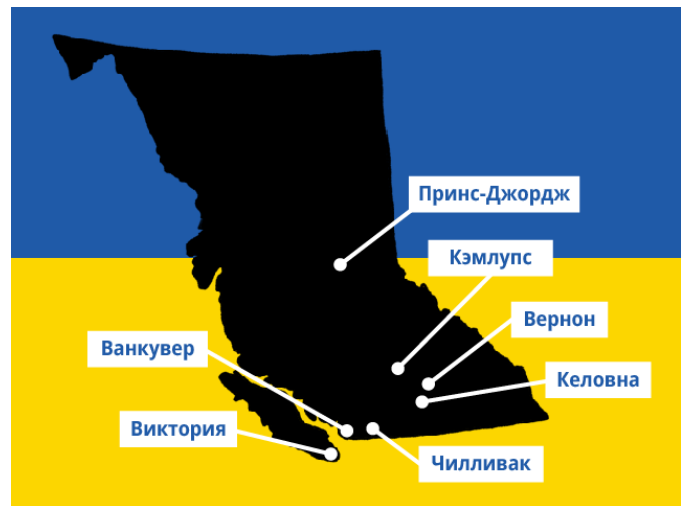 Принс-Джордж
Кэмлупс
Вернон
Ванкувер
Келовна
Виктория
Чилливак